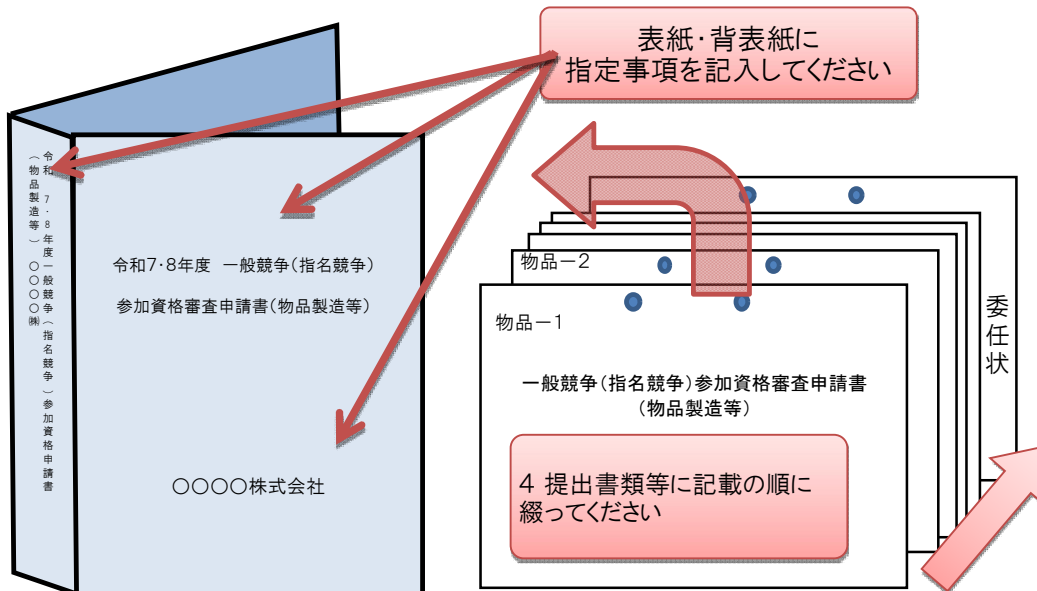 表紙・背表紙に
指定事項を記入してください
令和 7・8年度一般競争(指名競争)参加資格申請書
(物品製造等) 〇〇〇〇㈱
令和7・8年度 一般競争(指名競争)
参加資格審査申請書(物品製造等)
〇〇〇〇株式会社
物品-2
物品-1
一般競争(指名競争)参加資格審査申請書
(物品製造等)
委任状
4 提出書類等に記載の順に
綴ってください